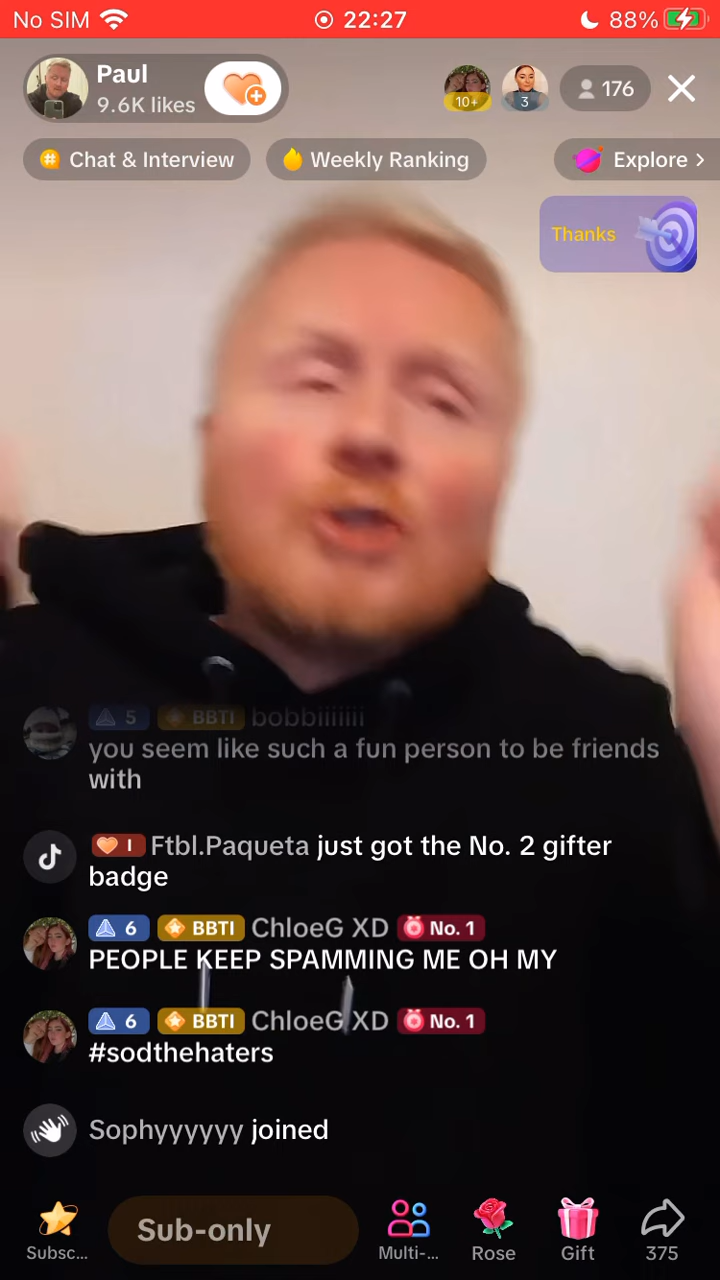 No SIM 22:27 88%
Paul
9.6K likes
10+ 3 176
Chat & Interview Weekly Ranking Explore >
Thanks
5 BBTI bobbiiiiiii
you seem like such a fun person to be friends
with
I Ftbl.Paqueta just got the No. 2 gifter
badge
6 BBTI ChloeG XD No. 1
PEOPLE KEEP SPAMMING ME OH MY
6 BBTI ChloeG XD No. 1
#sodthehaters
Sophyyyyyy joined
Sub-only
Subsc... Multi-... Rose Gift 375